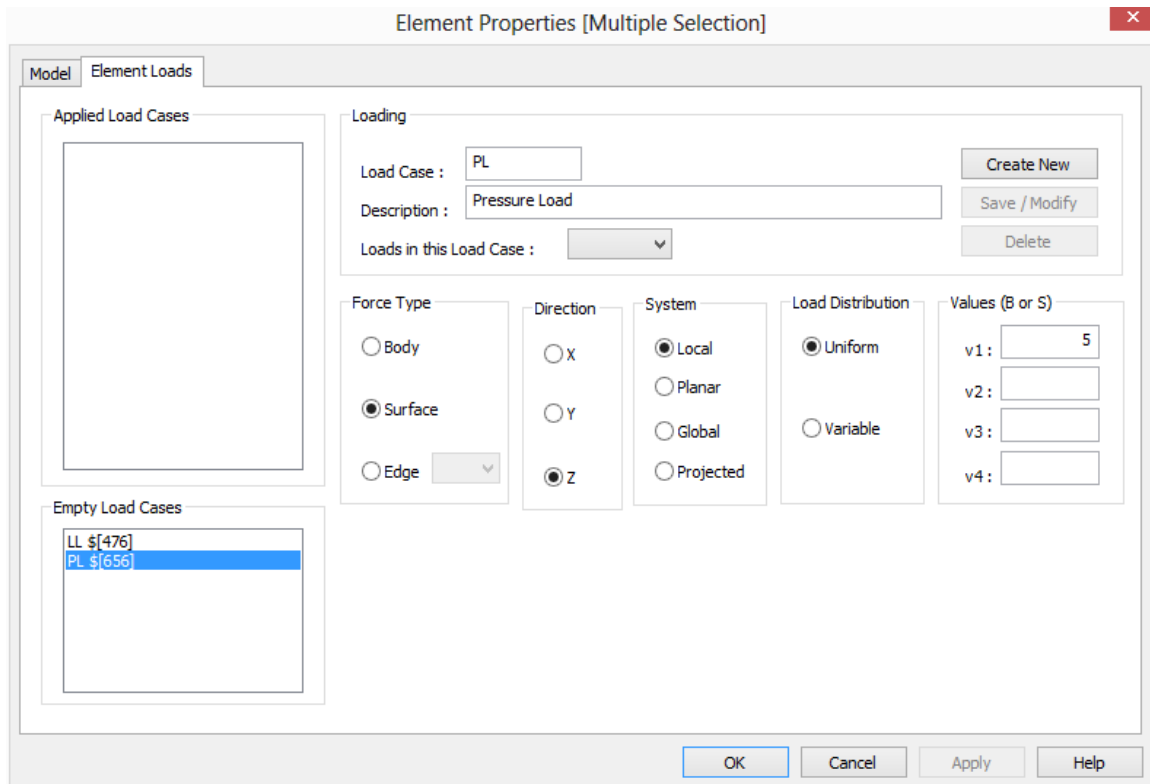 Element Properties [Multiple Selection]
Model
Element Loads
Applied Load Cases
Loading
Load Case :
PL
Create New
Description :
Pressure Load
Save / Modify
Loads in this Load Case :
Delete
Force Type
Direction
System
Load Distribution
Values (B or S)
Body
X
Local
Uniform
v1 :
5
Planar
v2 :
Surface
Y
Global
Variable
v3 :
Edge
Z
Projected
v4 :
Empty Load Cases
LL $[476]
PL $[656]
OK
Cancel
Apply
Help